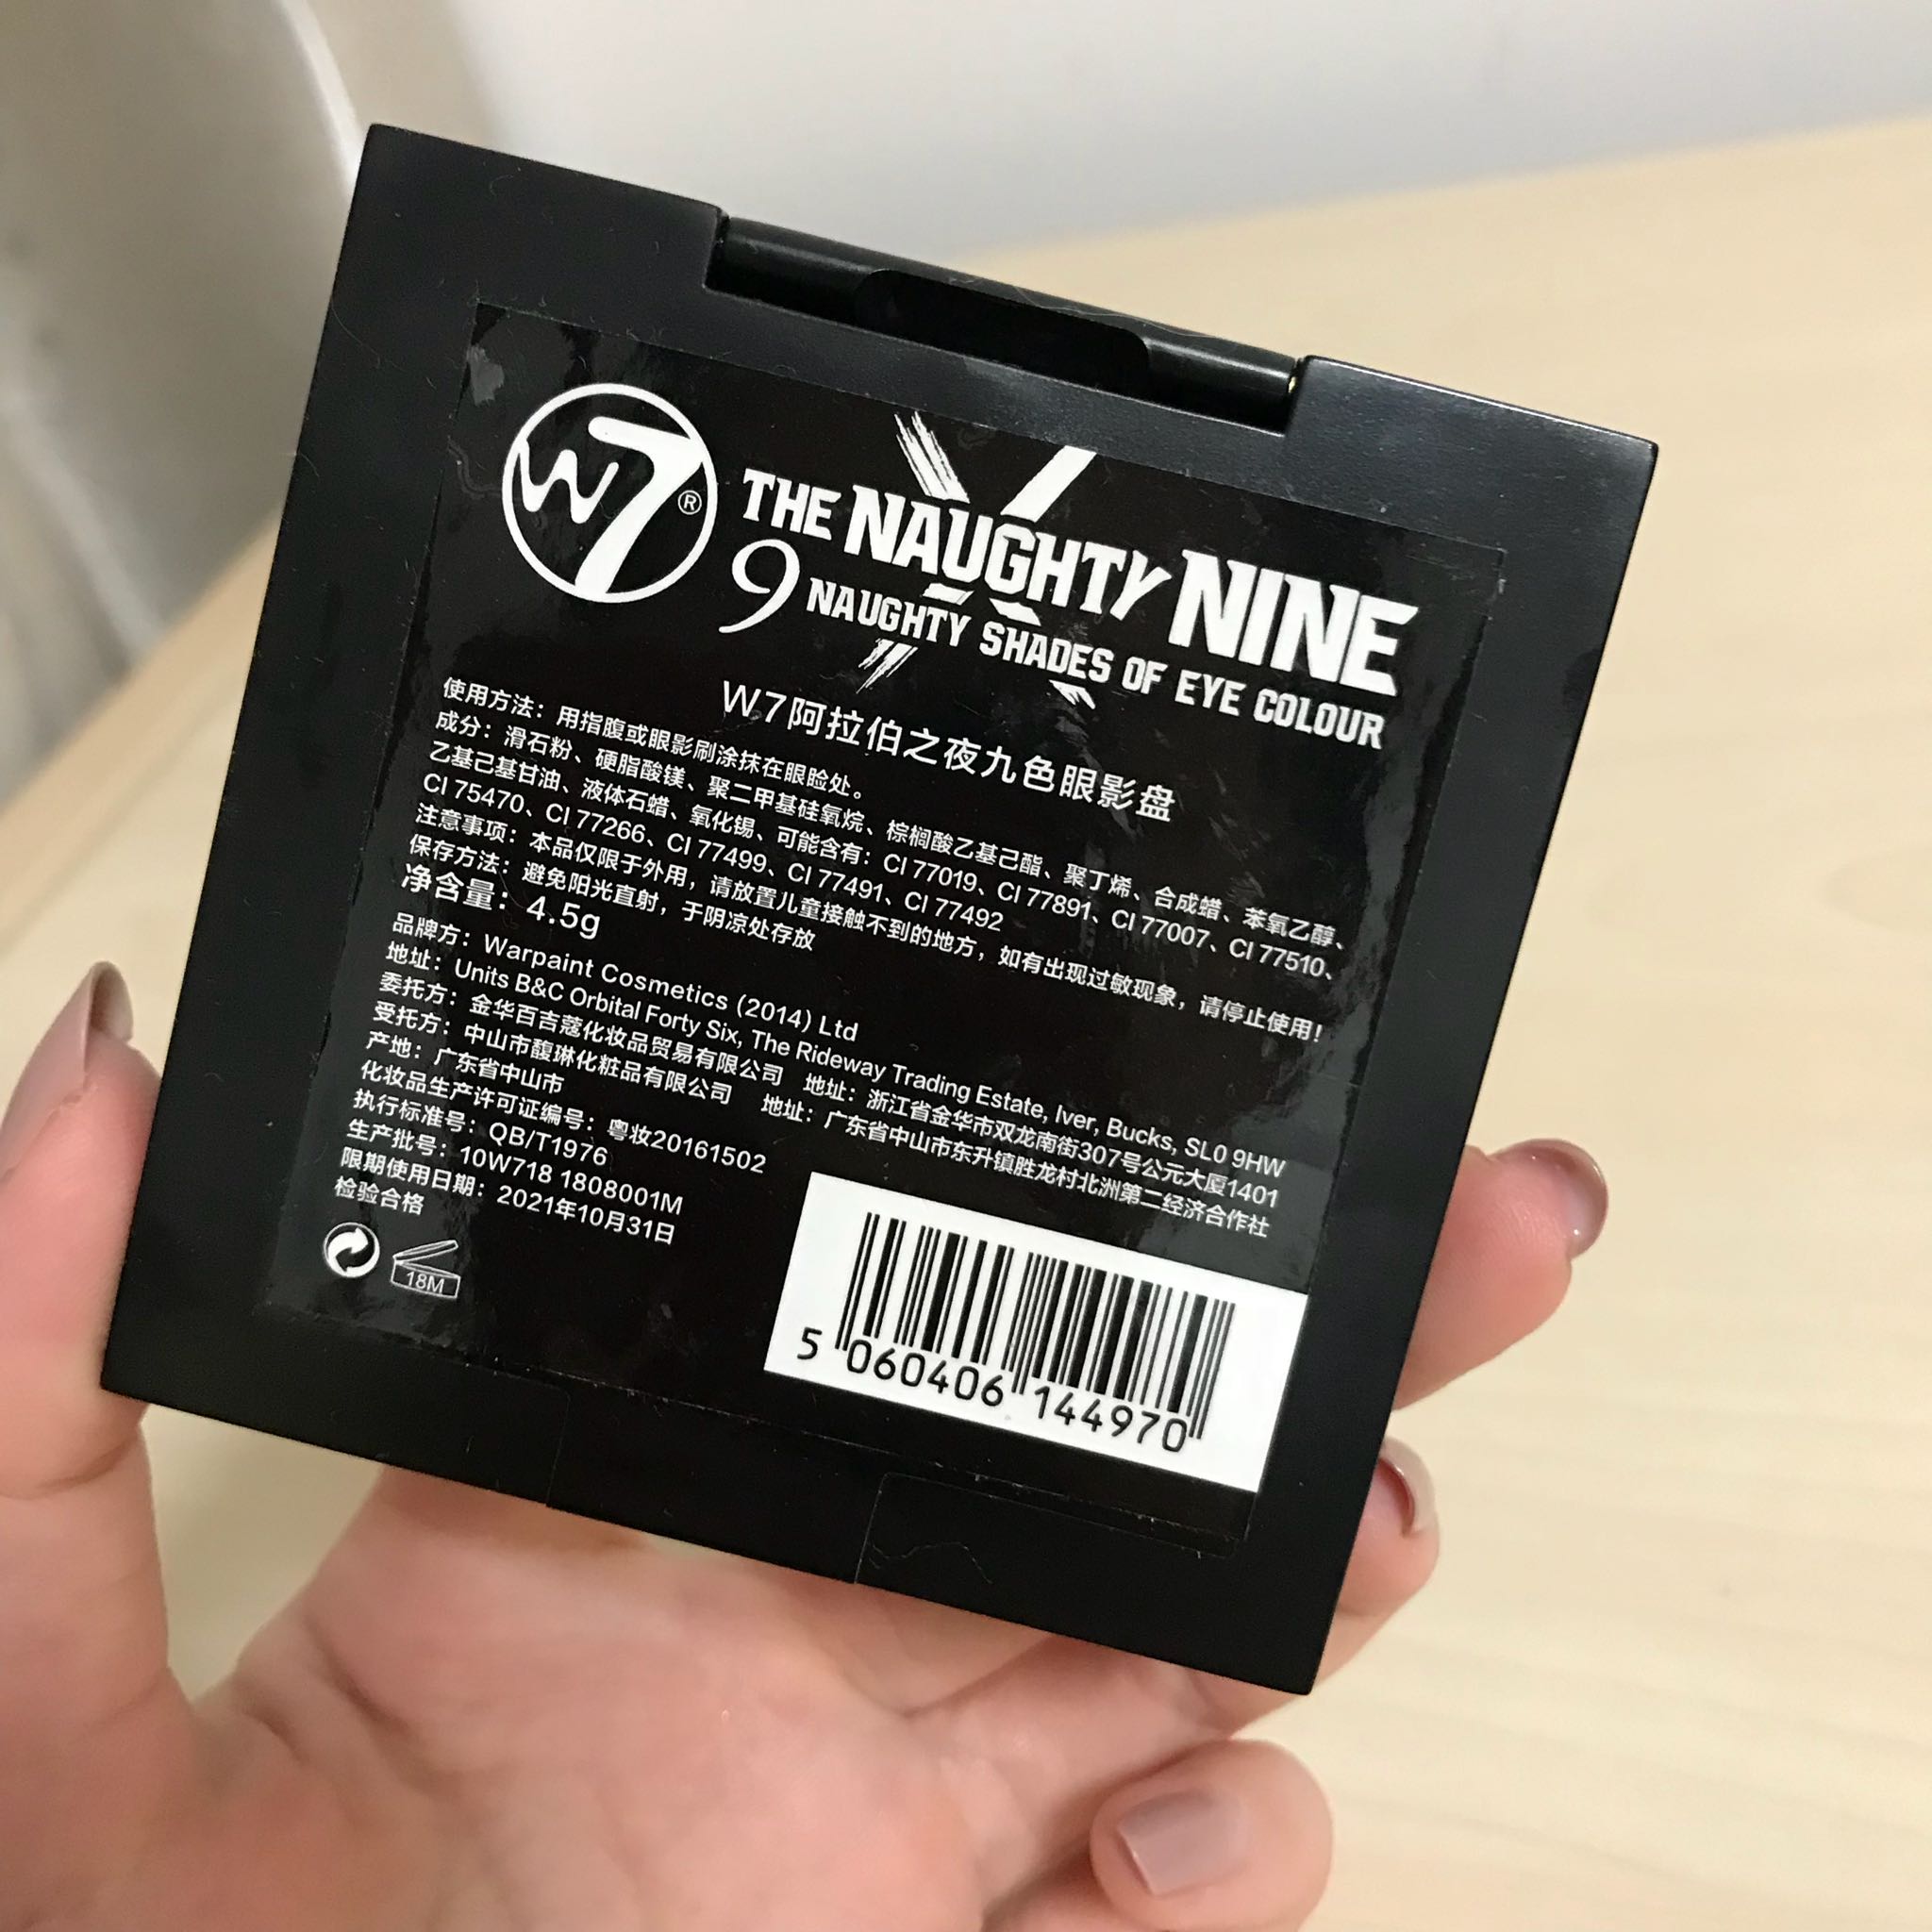 W7®
THE NAUGHTY NINE
9 NAUGHTY SHADES OF EYE COLOUR
W7阿拉伯之夜九色眼影盘
使用方法：用指腹或眼影刷涂抹在眼睑处。
成分：滑石粉、硬脂酸镁、聚二甲基硅氧烷、棕榈酸乙基己酯、聚丁烯、合成蜡、苯氧乙醇、
乙基己基甘油、液体石蜡、氧化锡、可能含有：CI 77019、CI 77891、CI 77007、CI 77510、
CI 75470、CI 77266、CI 77499、CI 77491、CI 77492
注意事项：本品仅限于外用，请放置儿童接触不到的地方，如有出现过敏现象，请停止使用！
保存方法：避免阳光直射，于阴凉处存放
净含量：4.5g
品牌方：Warpaint Cosmetics (2014) Ltd
地址：Units B&C Orbital Forty Six, The Rideway Trading Estate, Iver, Bucks, SL0 9HW
委托方：金华百吉蔻化妆品贸易有限公司 地址：浙江省金华市双龙南街307号公元大厦1401
受托方：中山市馥琳化粧品有限公司 地址：广东省中山市东升镇胜龙村北洲第二经济合作社
产地：广东省中山市
化妆品生产许可证编号：粤妆20161502
执行标准号：QB/T1976
生产批号：10W718 1808001M
限期使用日期：2021年10月31日
检验合格
18M
5 060406 144970